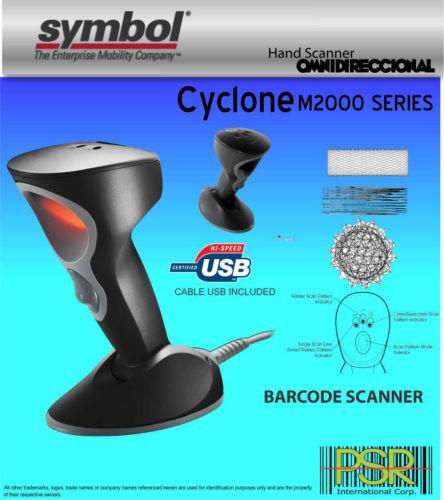 symbol®
The Enterprise Mobility Company™
Hand Scanner
OMNIDIRECCIONAL
Cyclone M2000 SERIES
HI-SPEED
CERTIFIED USB™
CABLE USB INCLUDED
Raster Scan Pattern
Indicator
Omni/Semi-omni Scan
Pattern Indicator
Single Scan Line
(Smart Raster) Pattern
Indicator
Scan Pattern Mode
Selector
BARCODE SCANNER
PSR
International Corp.
All other trademarks, logos, trade names or company names referenced herein are used for identification purposes only and are the property
of their respective owners.